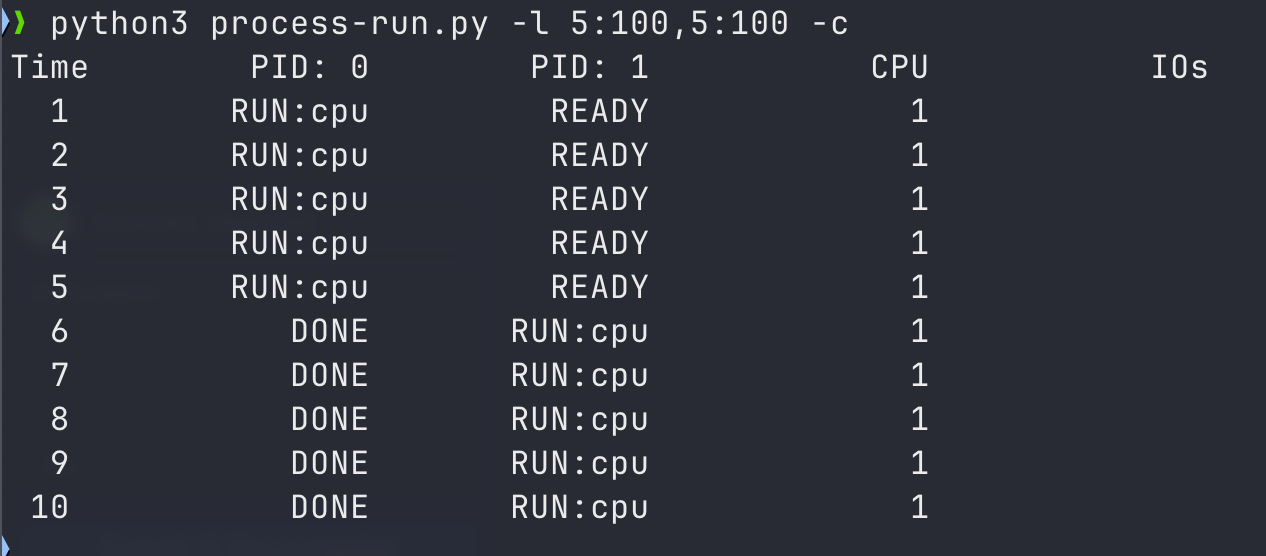 ❯ python3 process-run.py -l 5:100,5:100 -c
Time        PID: 0        PID: 1           CPU           IOs
  1        RUN:cpu         READY             1
  2        RUN:cpu         READY             1
  3        RUN:cpu         READY             1
  4        RUN:cpu         READY             1
  5        RUN:cpu         READY             1
  6           DONE       RUN:cpu             1
  7           DONE       RUN:cpu             1
  8           DONE       RUN:cpu             1
  9           DONE       RUN:cpu             1
 10           DONE       RUN:cpu             1